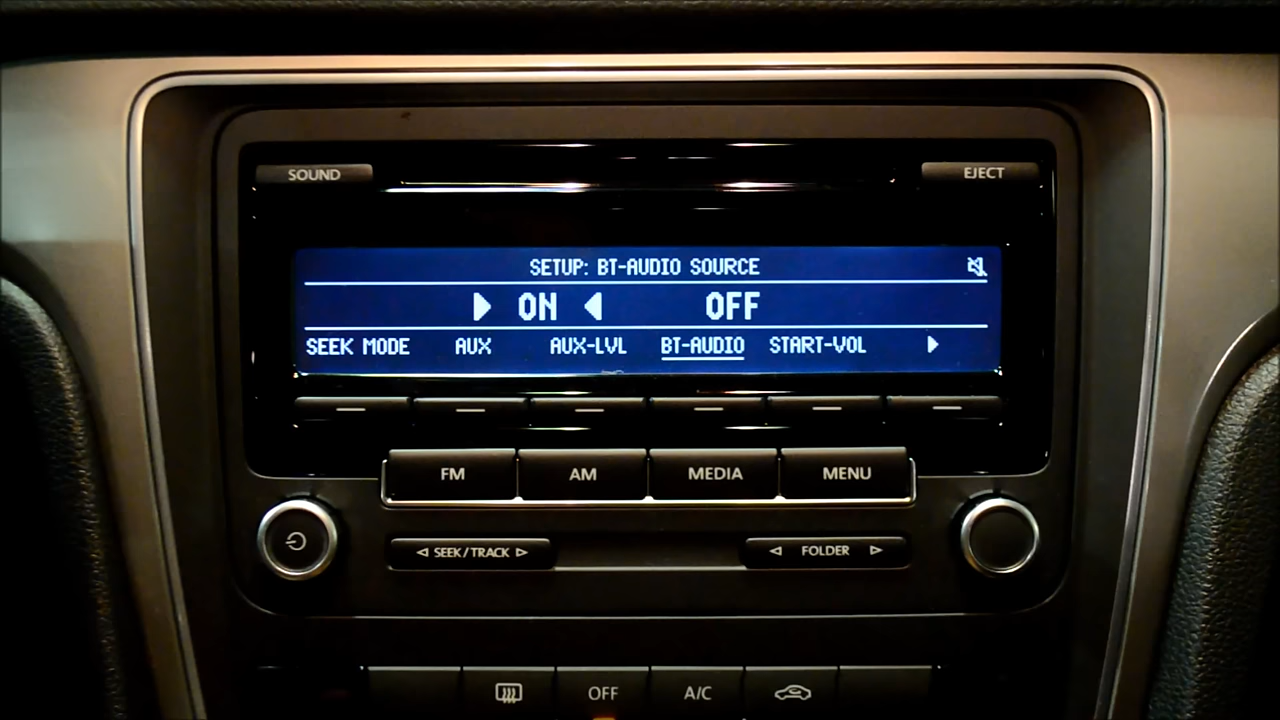 SOUND
EJECT
SETUP: BT-AUDIO SOURCE
ON OFF
SEEK MODE AUX AUX-LVL BT-AUDIO START-VOL
FM AM MEDIA MENU
SEEK/TRACK
FOLDER
OFF A/C